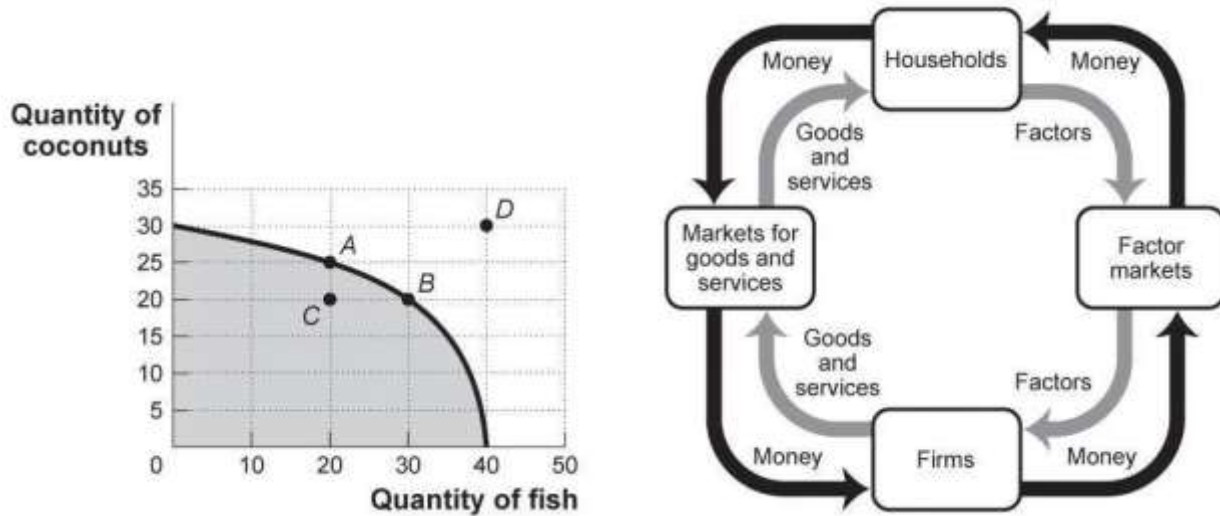 Quantity of
coconuts
35
30
25
20
15
10
5
0
10
20
30
40
50
Quantity of fish
A
B
C
D
Money
Households
Money
Goods
and
services
Factors
Markets for
goods and
services
Factor
markets
Goods
and
services
Factors
Money
Firms
Money